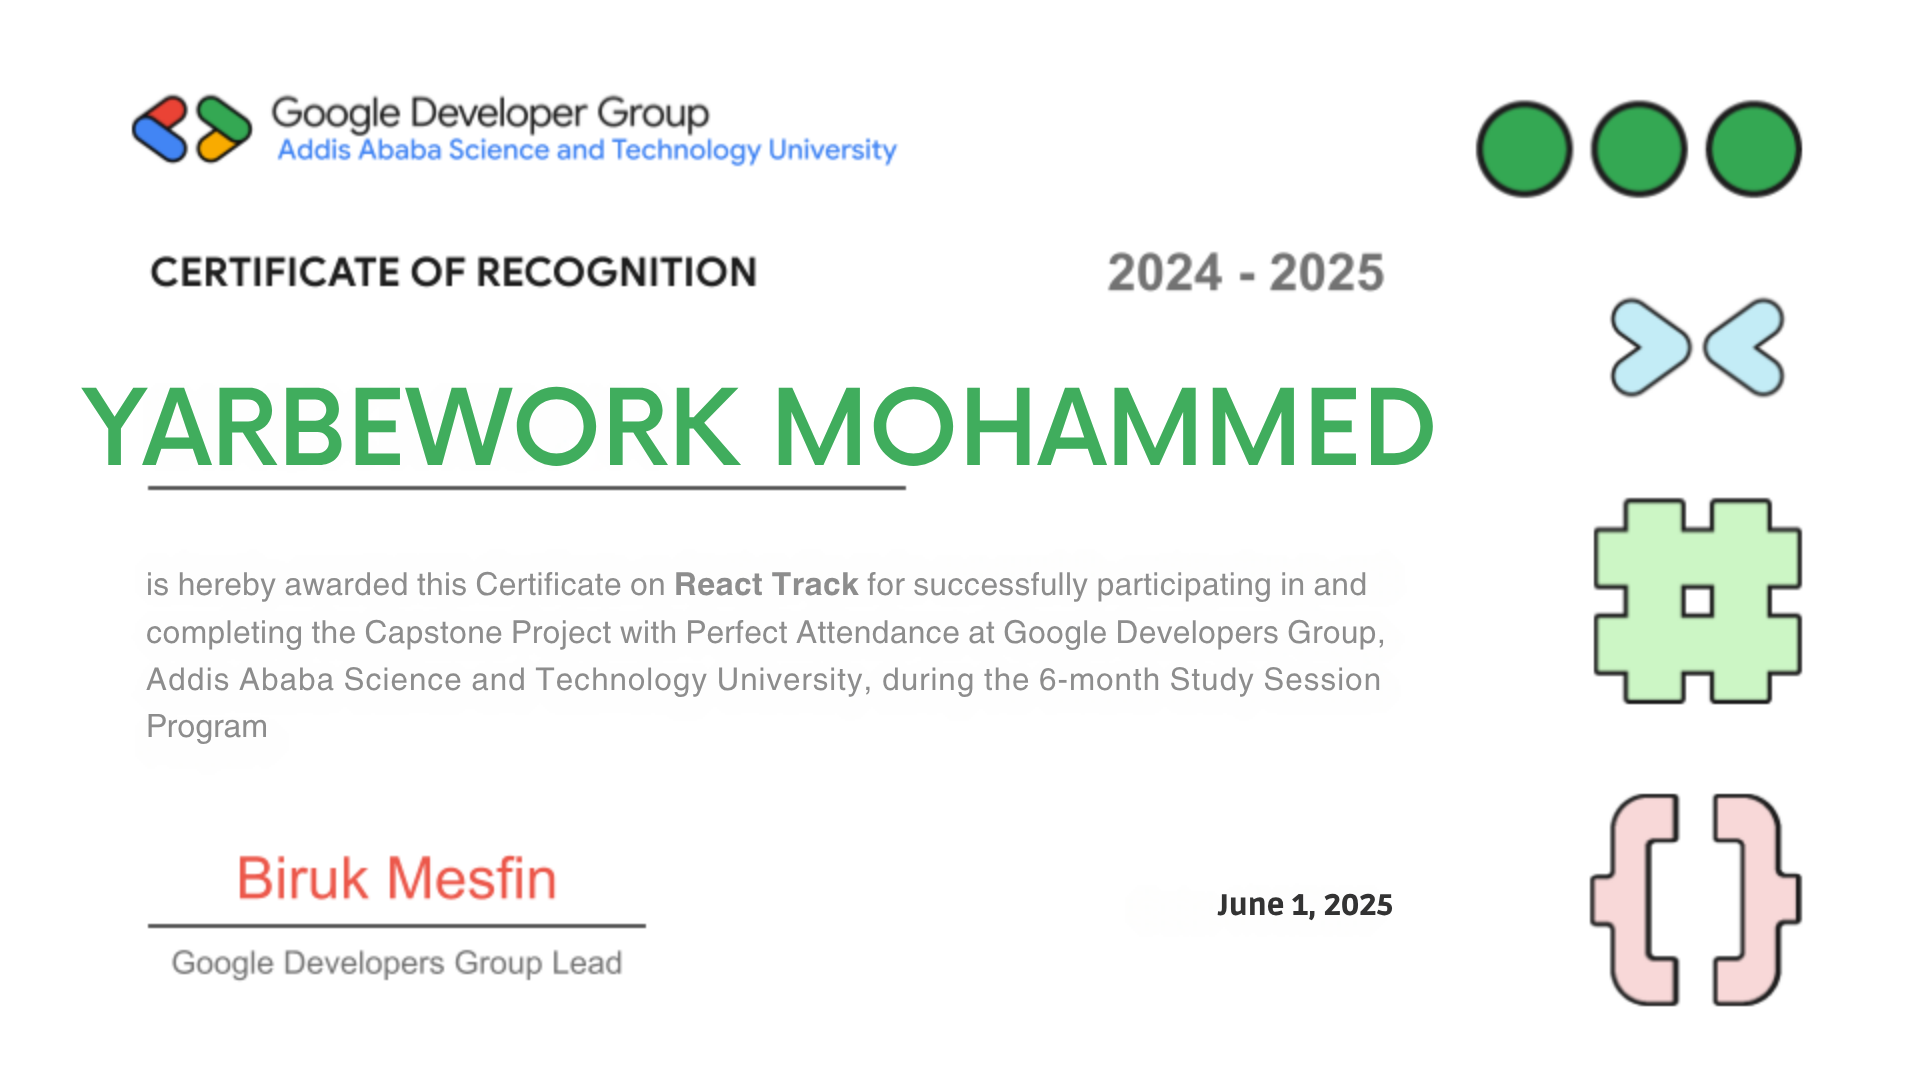 Google Developer Group
Addis Ababa Science and Technology University
CERTIFICATE OF RECOGNITION
2024 - 2025
YARBEWORK MOHAMMED
is hereby awarded this Certificate on React Track for successfully participating in and
completing the Capstone Project with Perfect Attendance at Google Developers Group,
Addis Ababa Science and Technology University, during the 6-month Study Session
Program
Biruk Mesfin
Google Developers Group Lead
June 1, 2025